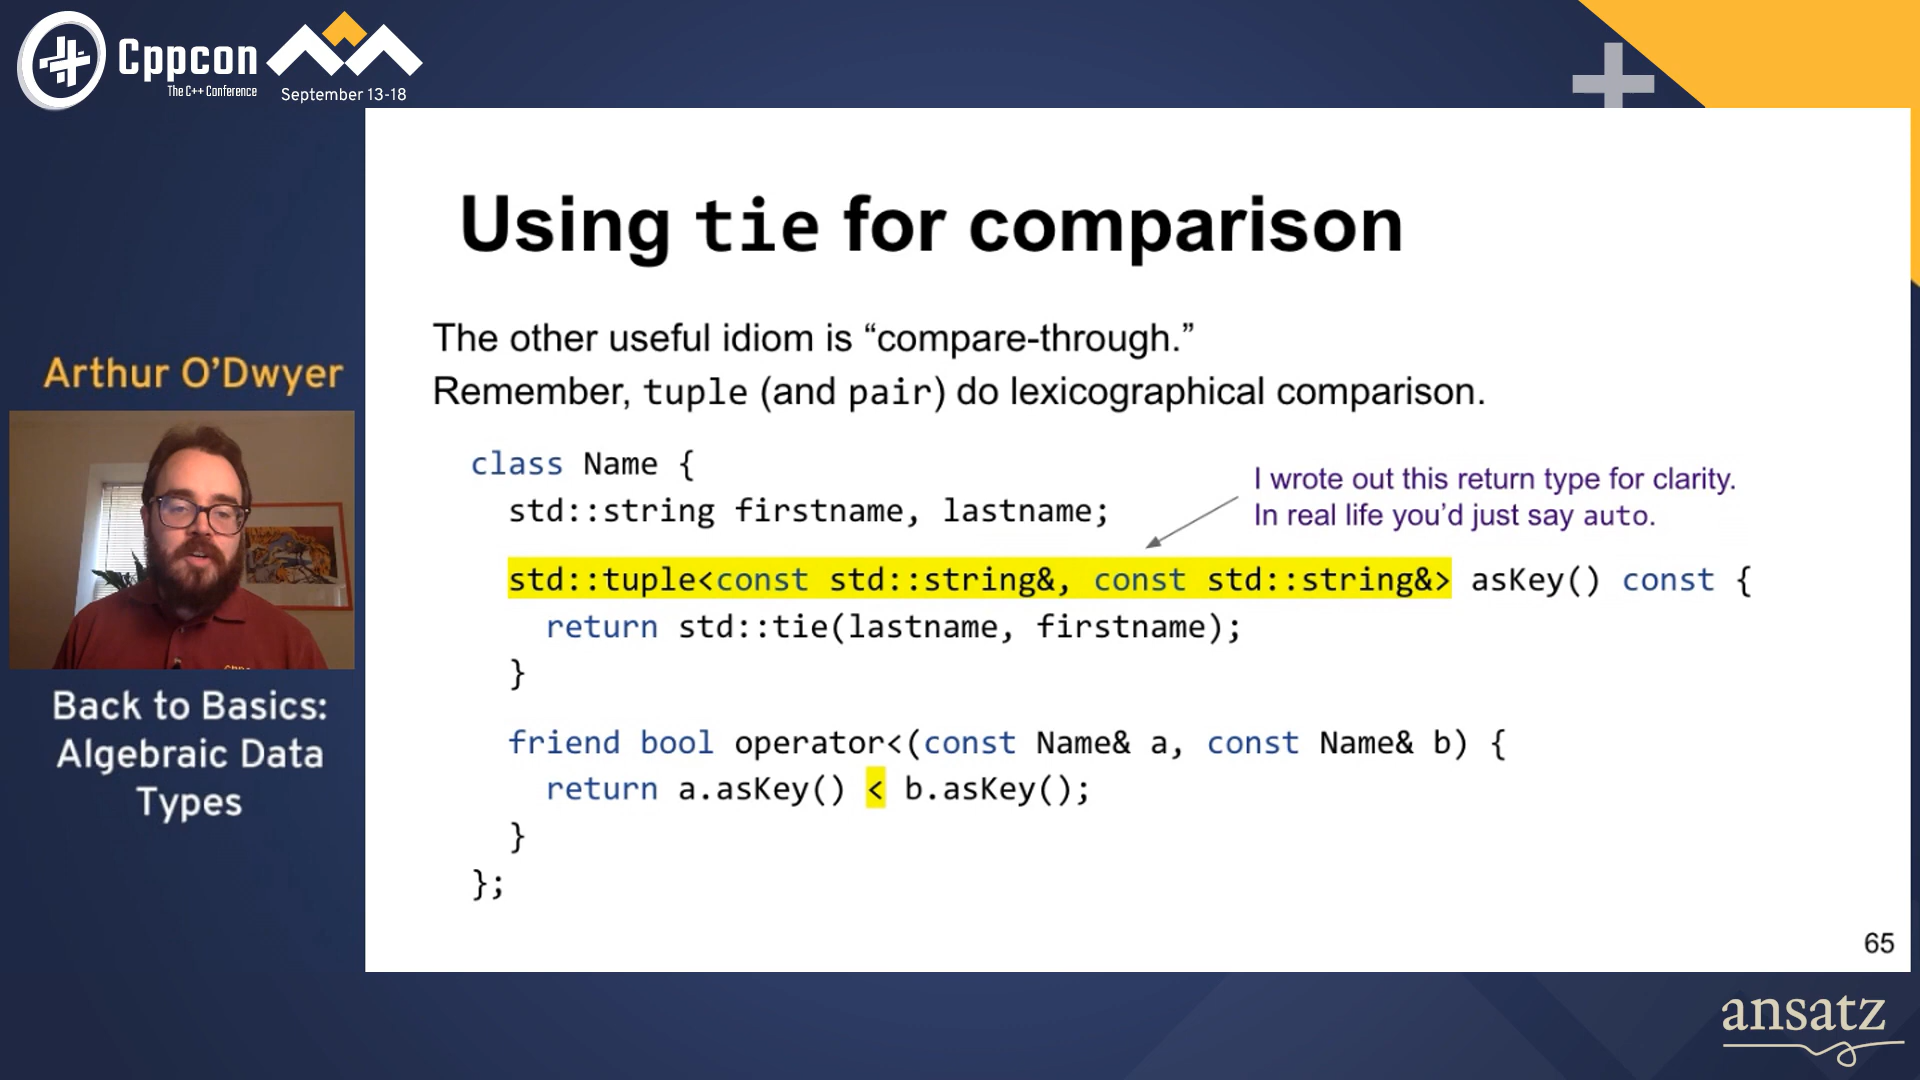 Cppcon
The C++ Conference
September 13-18
Arthur O’Dwyer
Back to Basics:
Algebraic Data
Types
Using tie for comparison
The other useful idiom is “compare-through.”
Remember, tuple (and pair) do lexicographical comparison.
class Name {
std::string firstname, lastname;
I wrote out this return type for clarity.
In real life you’d just say auto.
std::tuple<const std::string&, const std::string&> asKey() const {
return std::tie(lastname, firstname);
}
friend bool operator<(const Name& a, const Name& b) {
return a.asKey() < b.asKey();
}
};
65
ansatz